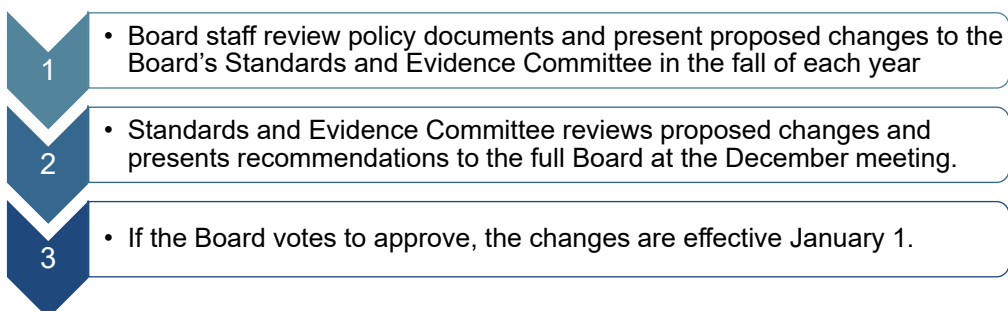 1
• Board staff review policy documents and present proposed changes to the
Board's Standards and Evidence Committee in the fall of each year
2
• Standards and Evidence Committee reviews proposed changes and
presents recommendations to the full Board at the December meeting.
3
• If the Board votes to approve, the changes are effective January 1.